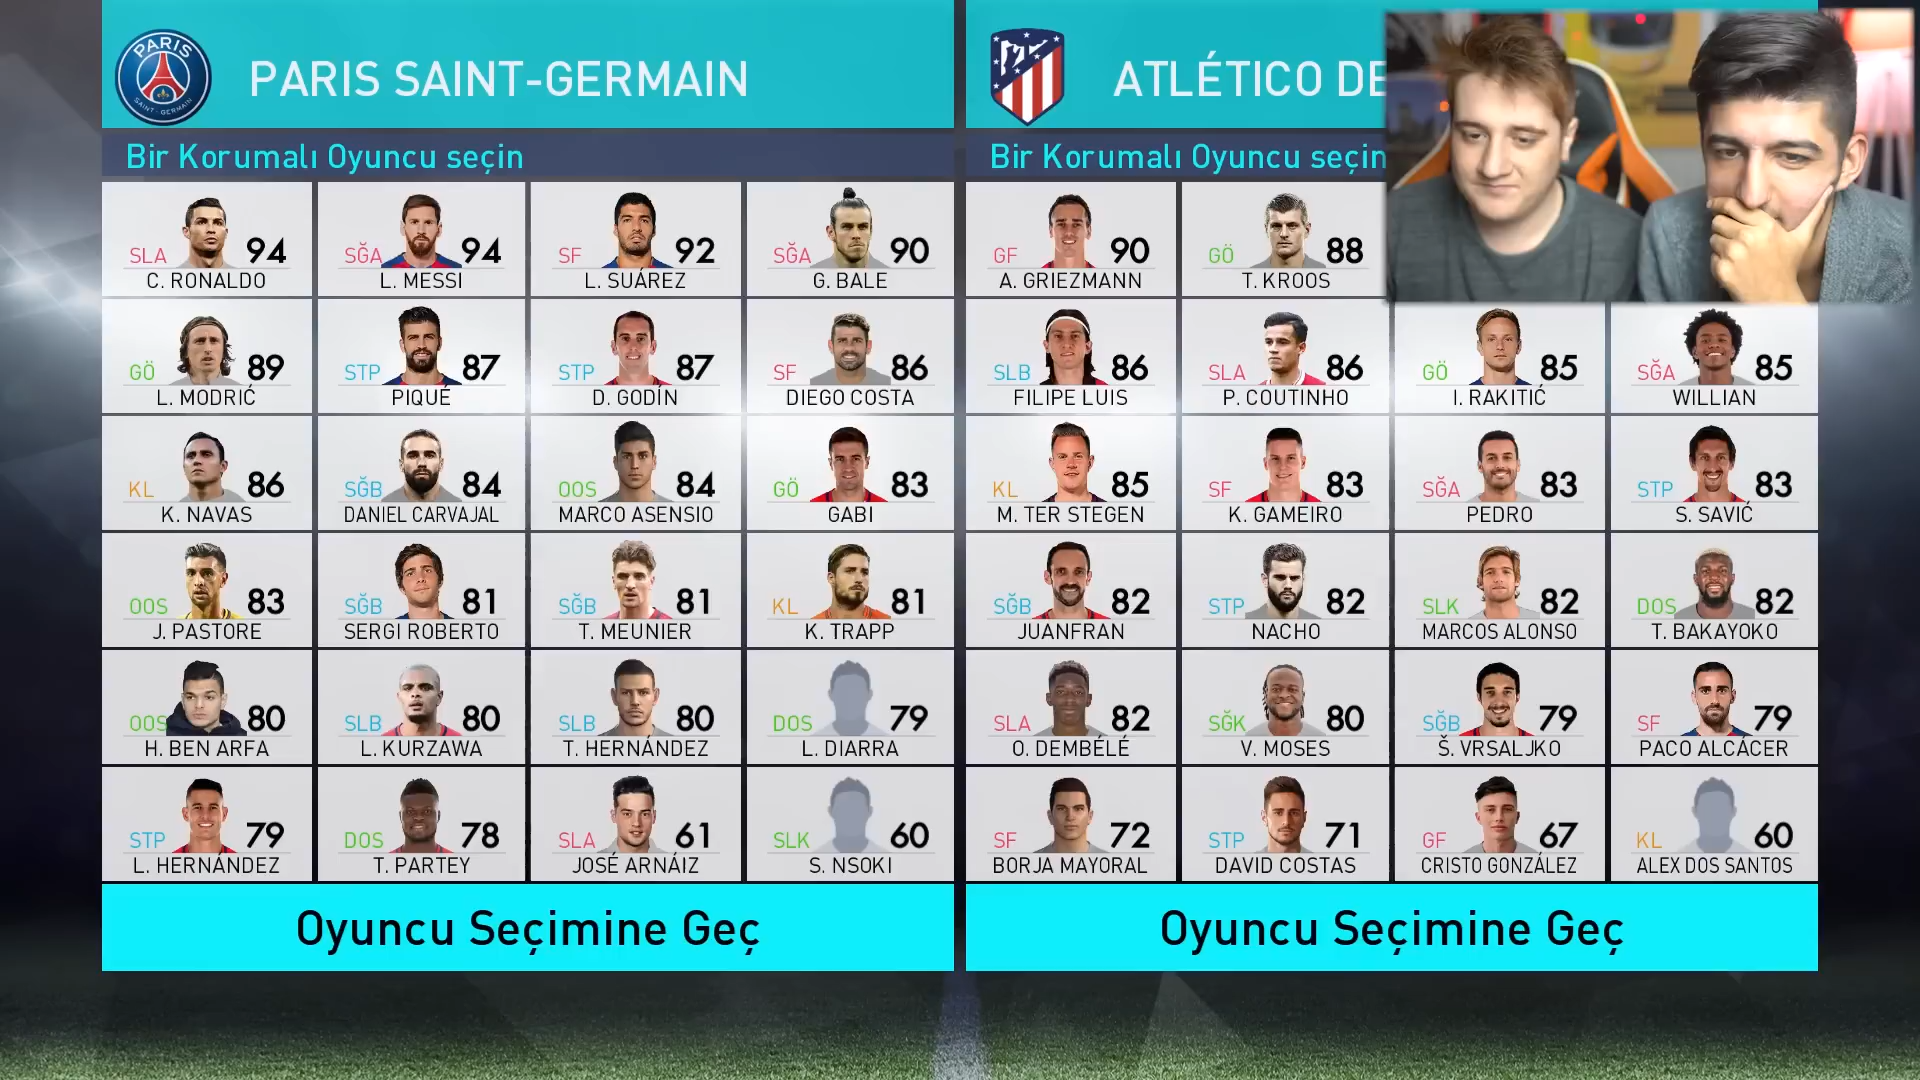 PARIS
SAINT-GERMAIN
PARIS SAINT-GERMAIN
Bir Korumalı Oyuncu seçin
SLA 94
C. RONALDO
SĞA 94
L. MESSI
SF 92
L. SUÁREZ
SĞA 90
G. BALE
GÖ 89
L. MODRIĆ
STP 87
PIQUÉ
STP 87
D. GODÍN
SF 86
DIEGO COSTA
KL 86
K. NAVAS
SĞB 84
DANIEL CARVAJAL
OOS 84
MARCO ASENSIO
GÖ 83
GABI
OOS 83
J. PASTORE
SĞB 81
SERGI ROBERTO
SĞB 81
T. MEUNIER
KL 81
K. TRAPP
OOS 80
H. BEN ARFA
SLB 80
L. KURZAWA
SLB 80
T. HERNÁNDEZ
DOS 79
L. DIARRA
STP 79
L. HERNÁNDEZ
DOS 78
T. PARTEY
SLA 61
JOSÉ ARNÁIZ
SLK 60
S. NSOKI
Oyuncu Seçimine Geç
ATLÉTICO DE
Bir Korumalı Oyuncu seçin
GF 90
A. GRIEZMANN
GÖ 88
T. KROOS
SLB 86
FILIPE LUIS
SLA 86
P. COUTINHO
GÖ 85
I. RAKITIĆ
SĞA 85
WILLIAN
KL 85
M. TER STEGEN
SF 83
K. GAMEIRO
SĞA 83
PEDRO
STP 83
S. SAVIĆ
SĞB 82
JUANFRAN
STP 82
NACHO
SLK 82
MARCOS ALONSO
DOS 82
T. BAKAYOKO
SLA 82
O. DEMBÉLÉ
SĞK 80
V. MOSES
SĞB 79
Š. VRSALJKO
SF 79
PACO ALCÁCER
SF 72
BORJA MAYORAL
STP 71
DAVID COSTAS
GF 67
CRISTO GONZÁLEZ
KL 60
ALEX DOS SANTOS
Oyuncu Seçimine Geç